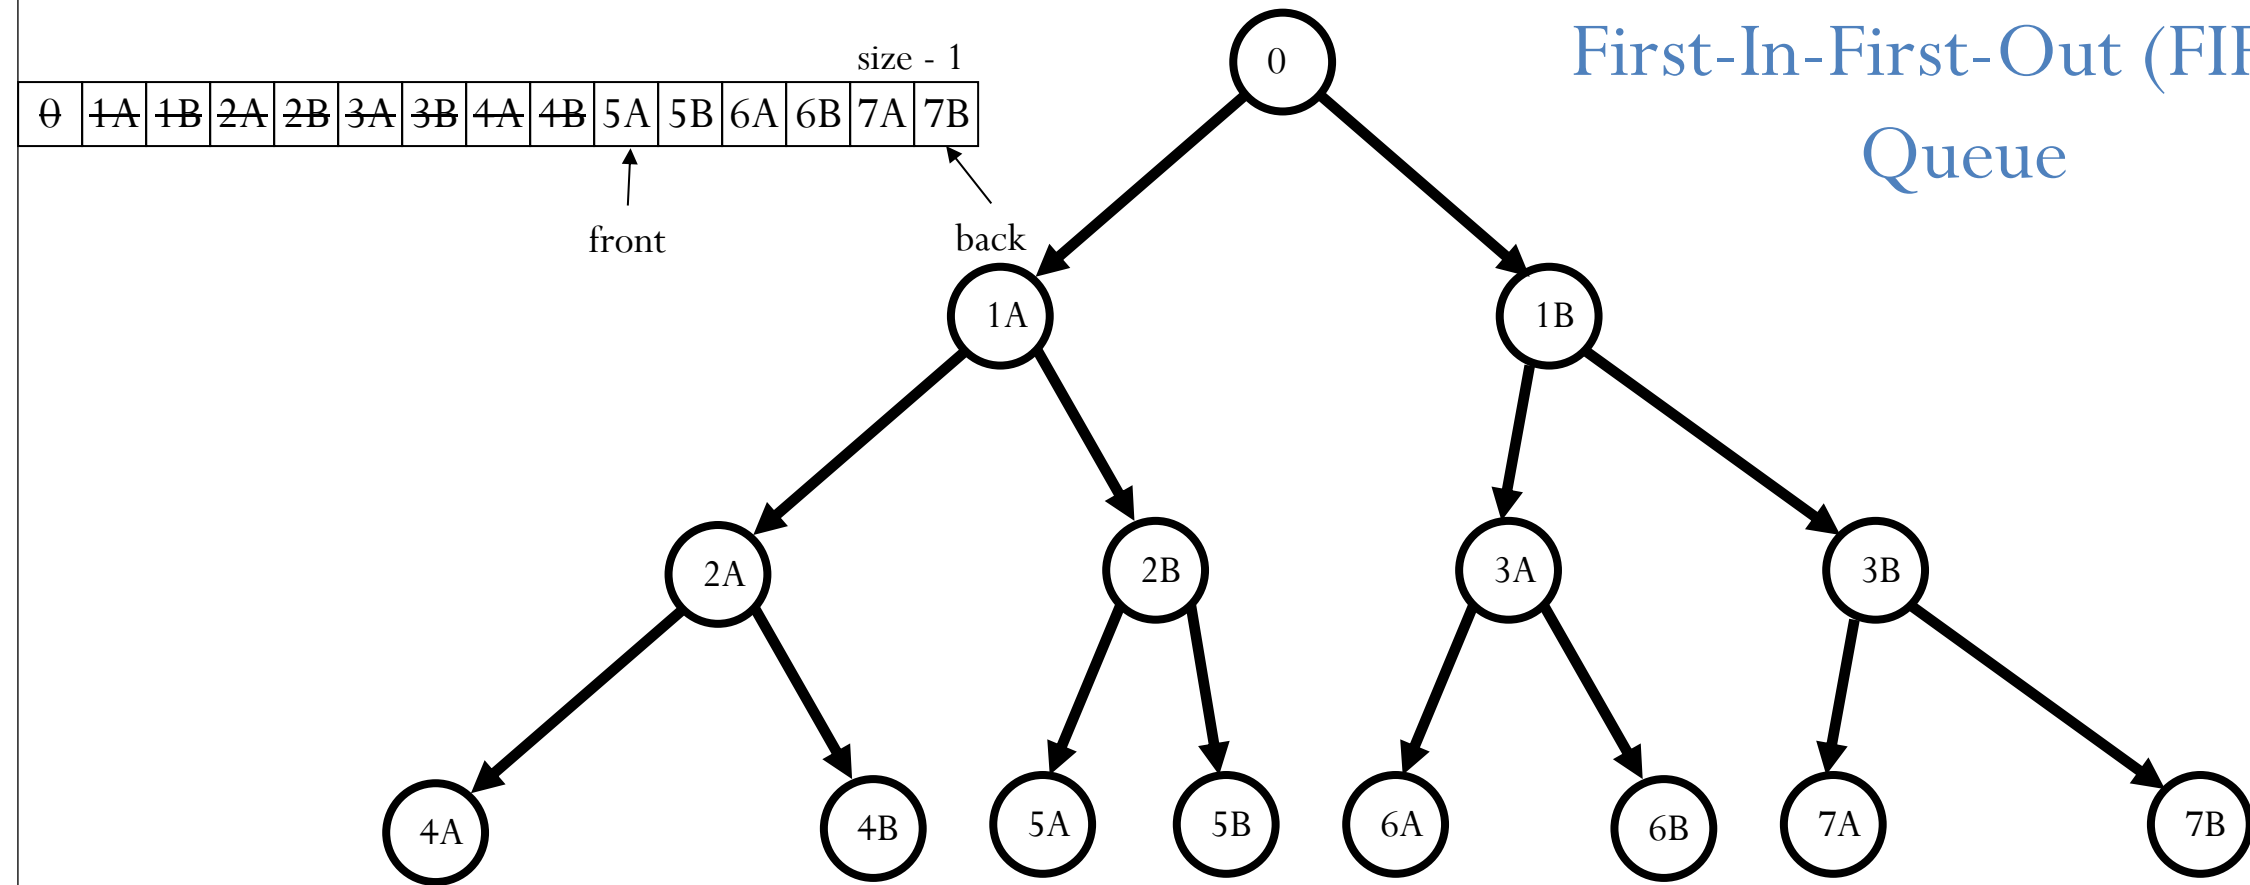 First-In-First-Out (FIF
Queue
size - 1
0 1A 1B 2A 2B 3A 3B 4A 4B 5A 5B 6A 6B 7A 7B
front
back
0
1A 1B
2A 2B 3A 3B
4A 4B 5A 5B 6A 6B 7A 7B